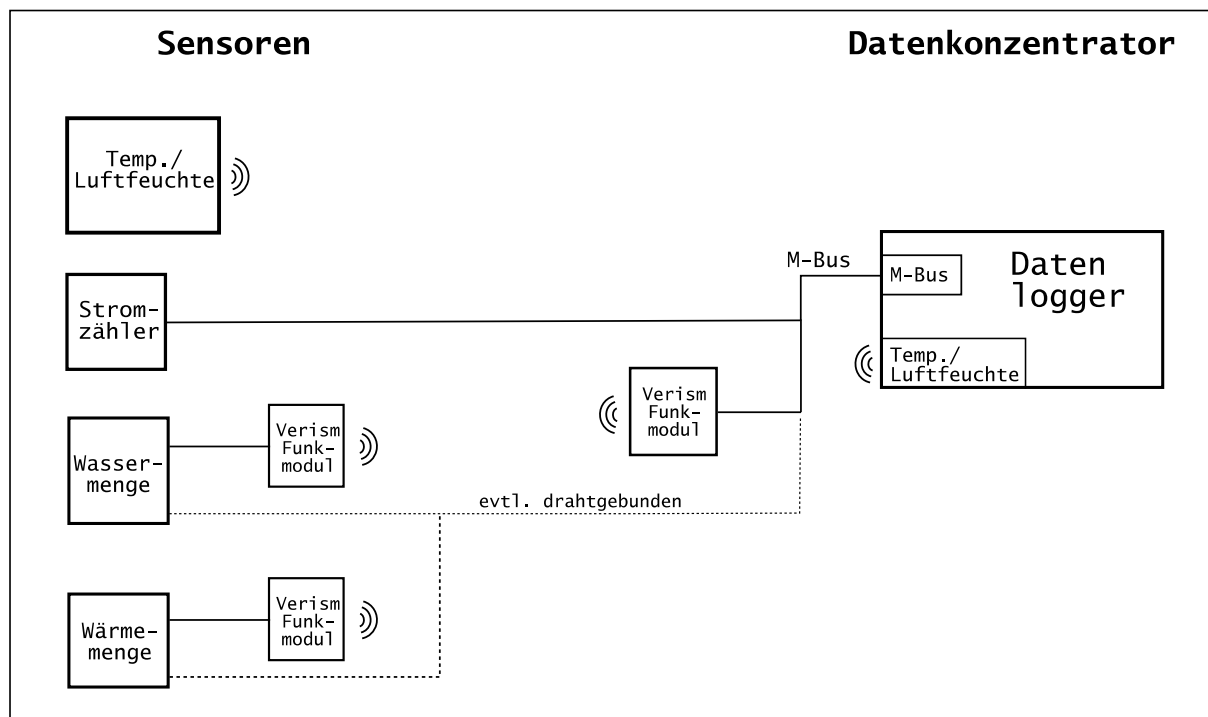 Sensoren
Datenkonzentrator
Temp./
Luftfeuchte
Strom-
zähler
M-Bus
M-Bus
Daten
logger
Temp./
Luftfeuchte
Verism
Funk-
modul
Wasser-
menge
Verism
Funk-
modul
evtl. drahtgebunden
Wärme-
menge
Verism
Funk-
modul